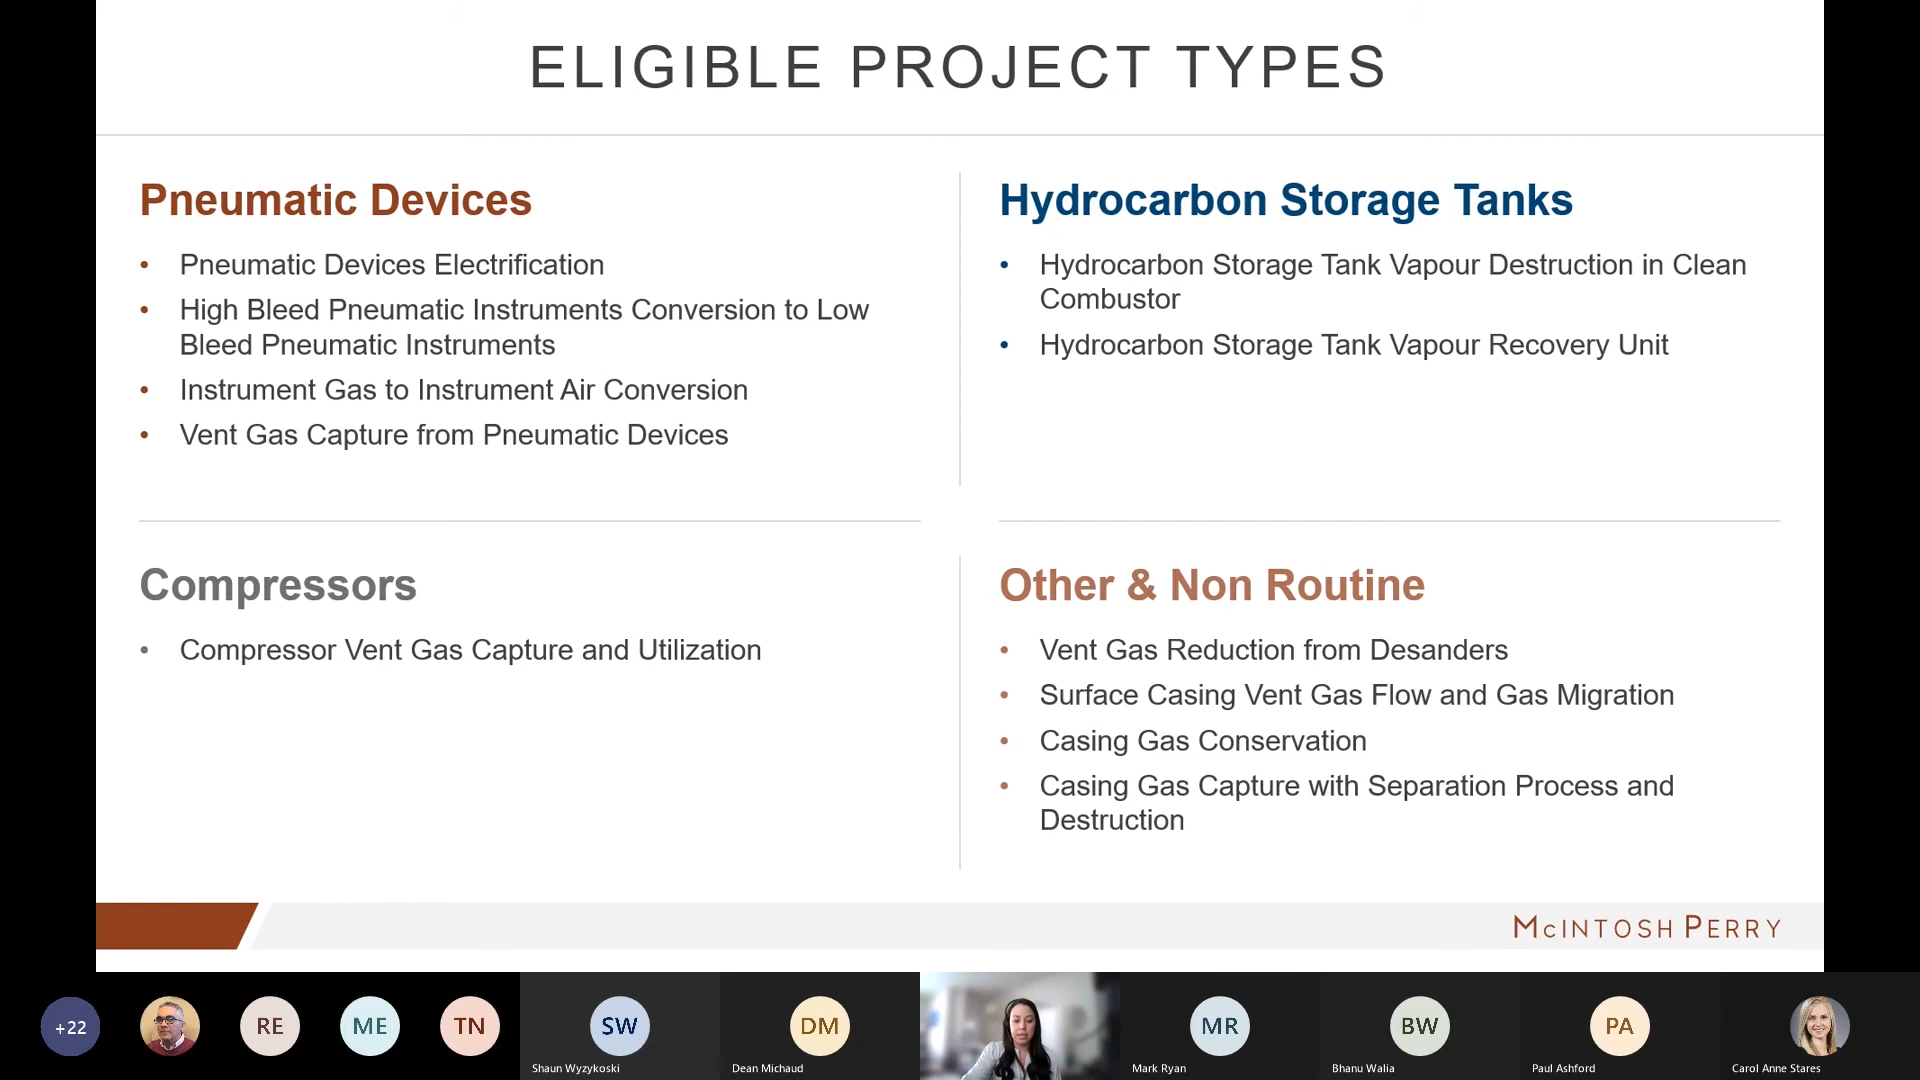 ELIGIBLE PROJECT TYPES
Pneumatic Devices
• Pneumatic Devices Electrification
• High Bleed Pneumatic Instruments Conversion to Low
Bleed Pneumatic Instruments
• Instrument Gas to Instrument Air Conversion
• Vent Gas Capture from Pneumatic Devices
Hydrocarbon Storage Tanks
• Hydrocarbon Storage Tank Vapour Destruction in Clean
Combustor
• Hydrocarbon Storage Tank Vapour Recovery Unit
Compressors
• Compressor Vent Gas Capture and Utilization
Other & Non Routine
• Vent Gas Reduction from Desanders
• Surface Casing Vent Gas Flow and Gas Migration
• Casing Gas Conservation
• Casing Gas Capture with Separation Process and
Destruction
MCINTOSH PERRY
+22
RE
ME
TN
SW
Shaun Wyzykoski
DM
Dean Michaud
MR
Mark Ryan
BW
Bhanu Walia
PA
Paul Ashford
Carol Anne Stares